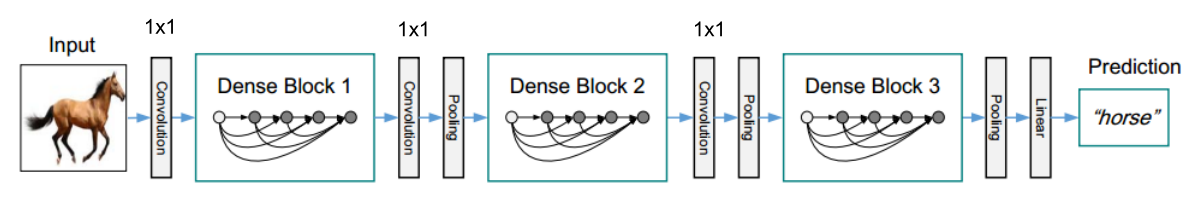 Input
1x1
Convolution
Dense Block 1
1x1
Convolution
Pooling
Dense Block 2
1x1
Convolution
Pooling
Dense Block 3
Pooling
Linear
Prediction
“horse”